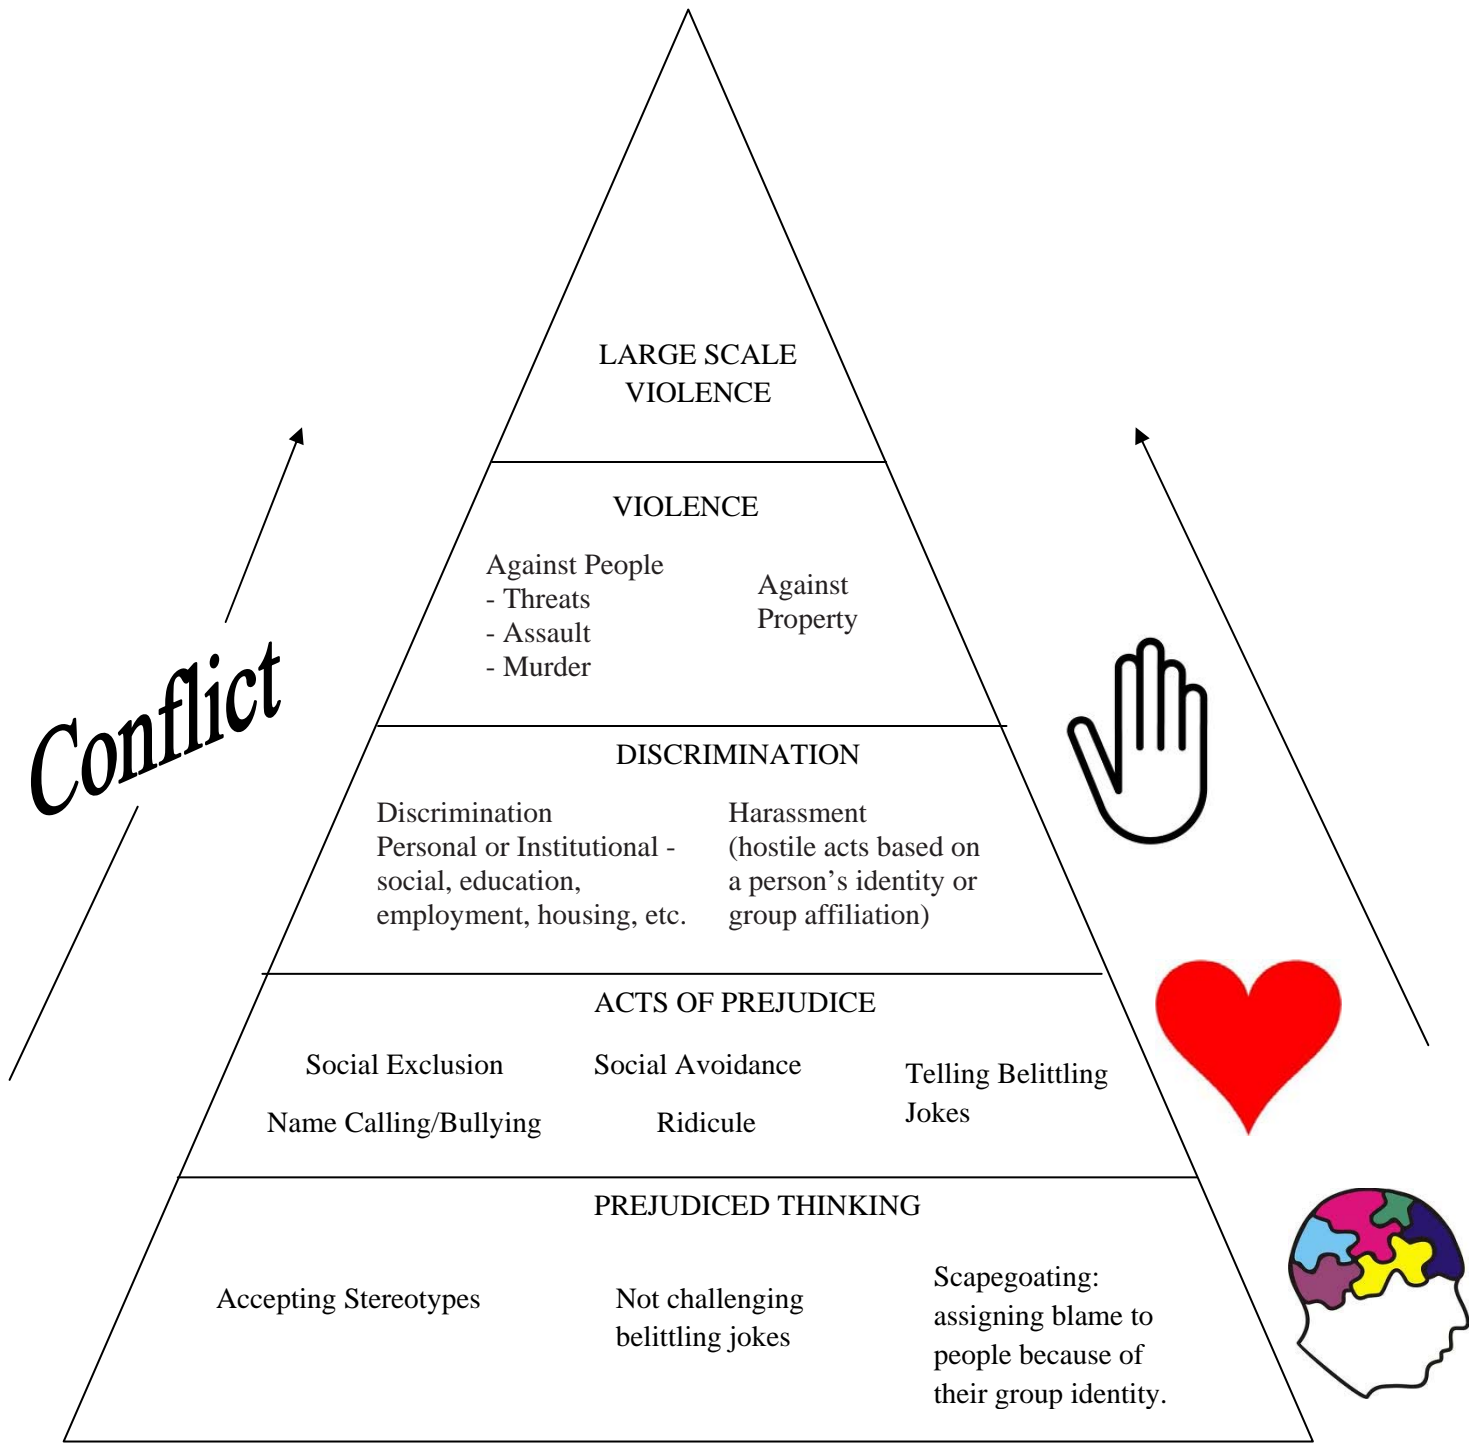 LARGE SCALE
VIOLENCE
VIOLENCE
Against People
- Threats
- Assault
- Murder
Against
Property
Conflict
DISCRIMINATION
Discrimination
Personal or Institutional -
social, education,
employment, housing, etc.
Harassment
(hostile acts based on
a person’s identity or
group affiliation)
ACTS OF PREJUDICE
Social Exclusion
Social Avoidance
Telling Belittling
Jokes
Name Calling/Bullying
Ridicule
PREJUDICED THINKING
Accepting Stereotypes
Not challenging
belittling jokes
Scapegoating:
assigning blame to
people because of
their group identity.